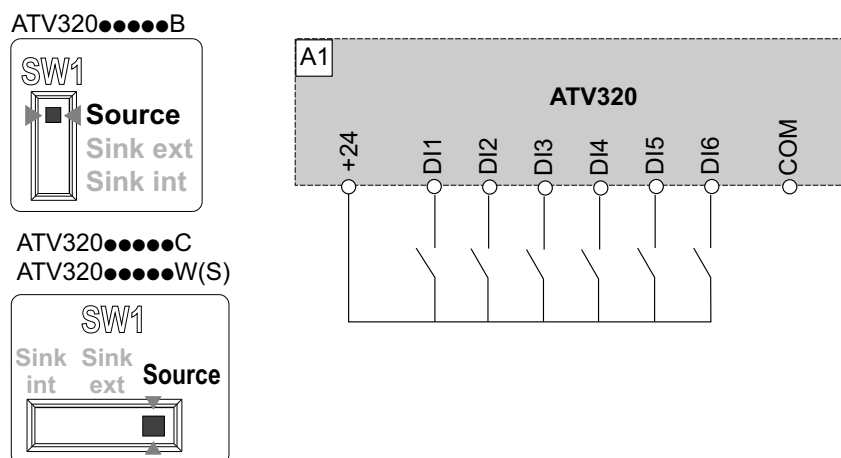 ATV320●●●●●B
SW1
Source
Sink ext
Sink int
ATV320●●●●●C
ATV320●●●●●W(S)
SW1
Sink int
Sink ext
Source
A1
ATV320
+24
DI1
DI2
DI3
DI4
DI5
DI6
COM